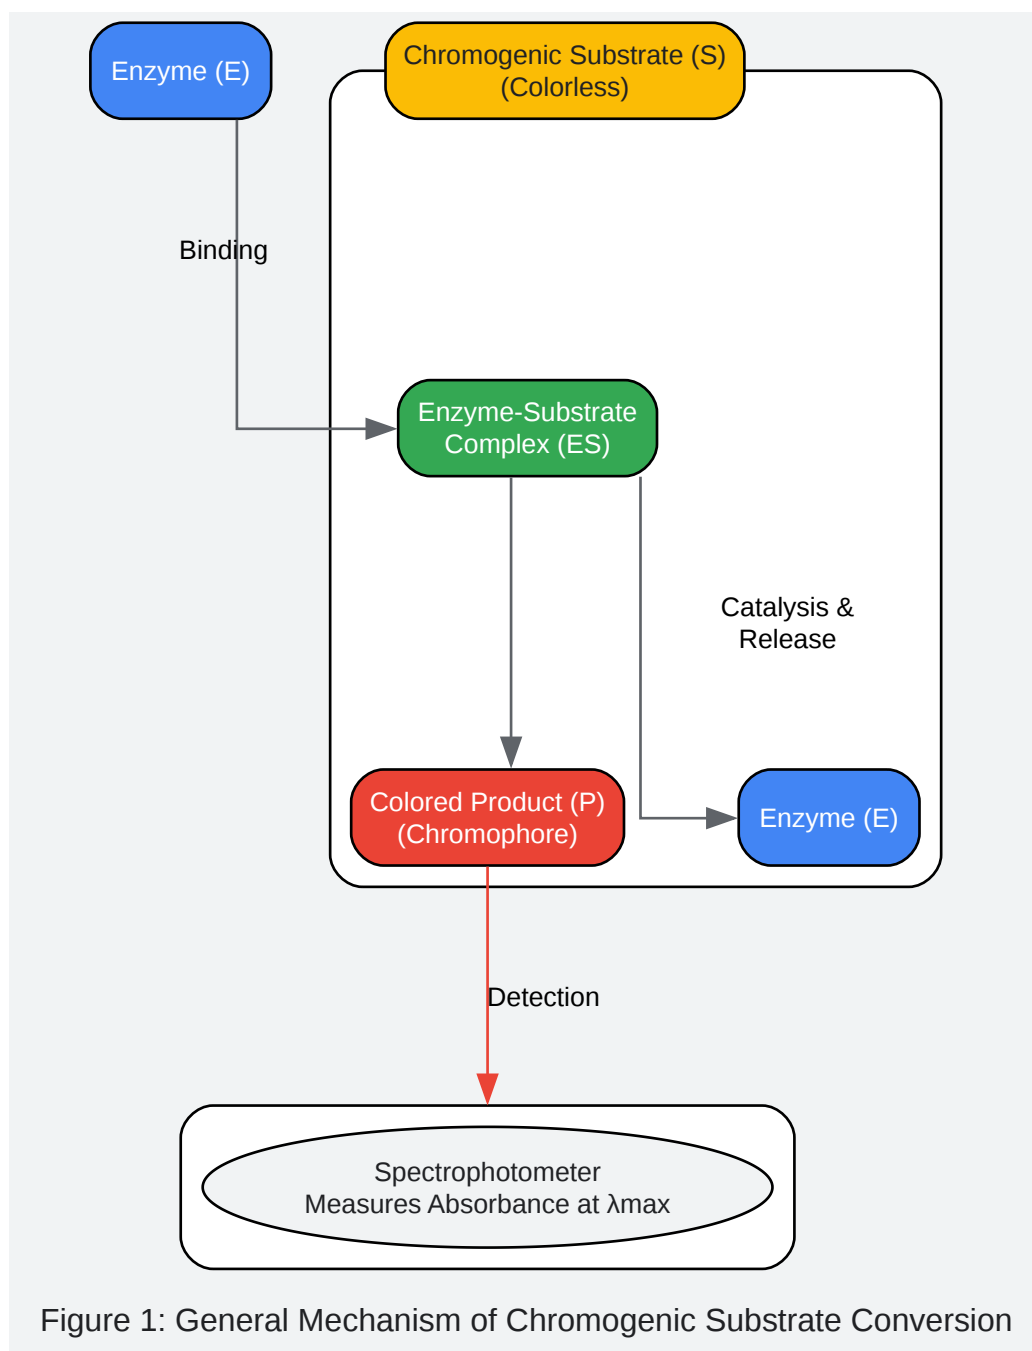 Enzyme (E)
Chromogenic Substrate (S)
(Colorless)
Binding
Enzyme-Substrate
Complex (ES)
Catalysis &
Release
Colored Product (P)
(Chromophore)
Enzyme (E)
Detection
Spectrophotometer
Measures Absorbance at λmax
Figure 1: General Mechanism of Chromogenic Substrate Conversion